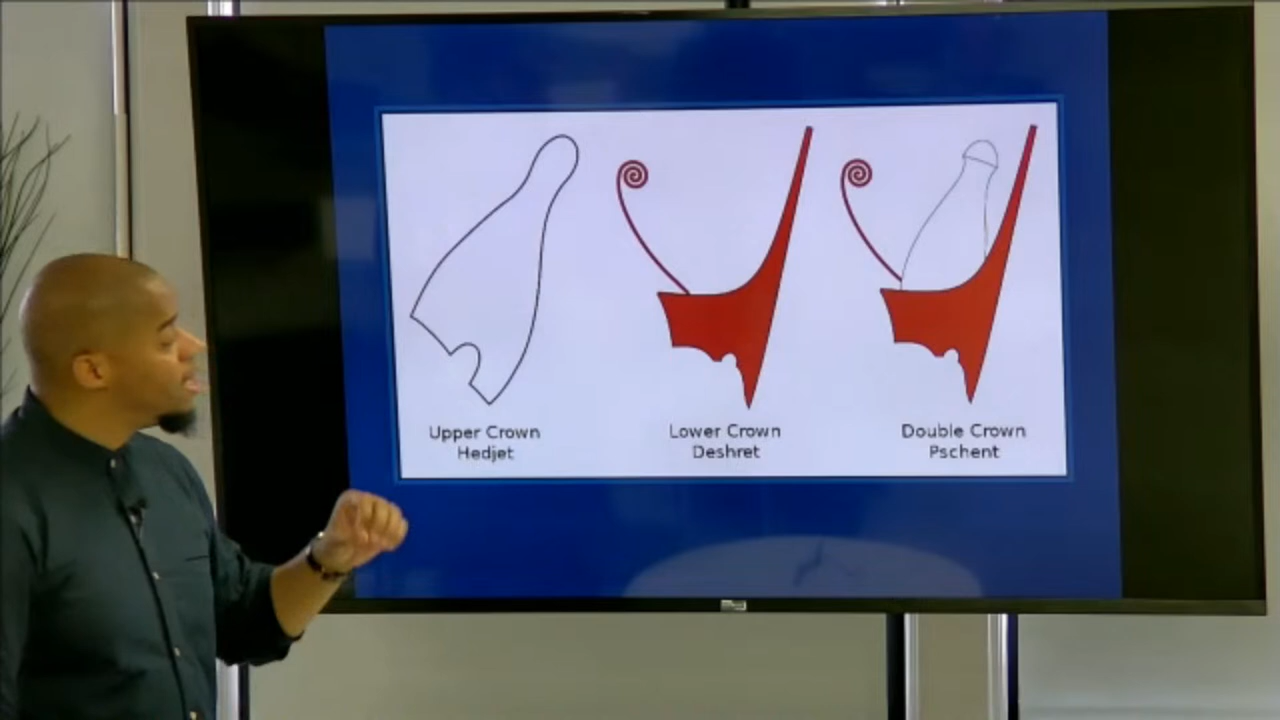 Upper Crown
Hedjet
Lower Crown
Deshret
Double Crown
Pschent